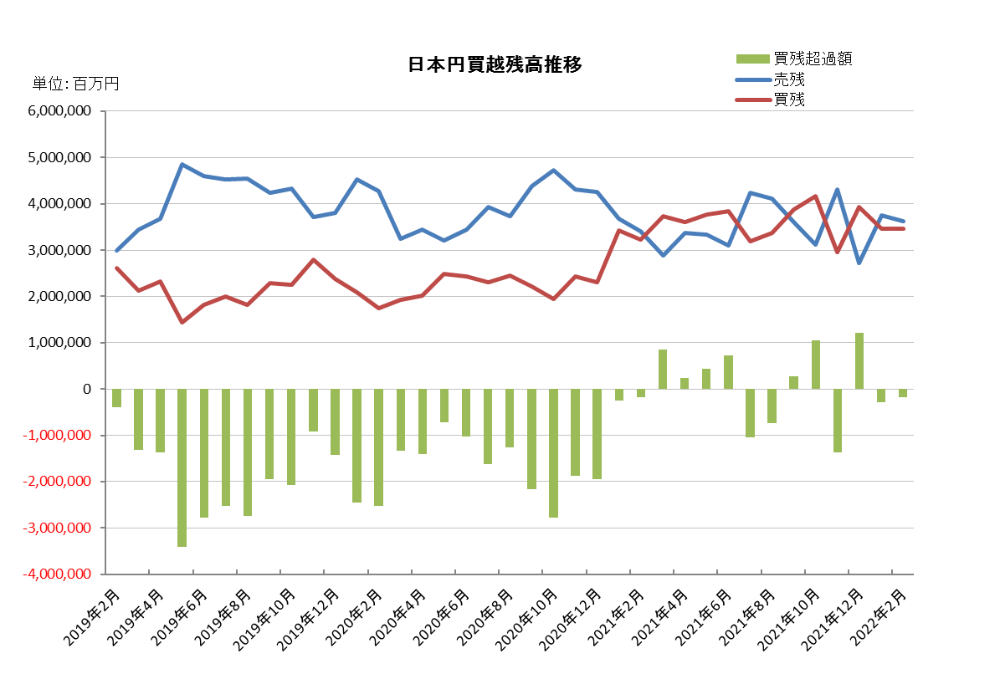 日本円買越残高推移
買残超過額
売残
買残
単位: 百万円
6,000,000
5,000,000
4,000,000
3,000,000
2,000,000
1,000,000
0
-1,000,000
-2,000,000
-3,000,000
-4,000,000
2019年2月
2019年4月
2019年6月
2019年8月
2019年10月
2019年12月
2020年2月
2020年4月
2020年6月
2020年8月
2020年10月
2020年12月
2021年2月
2021年4月
2021年6月
2021年8月
2021年10月
2021年12月
2022年2月